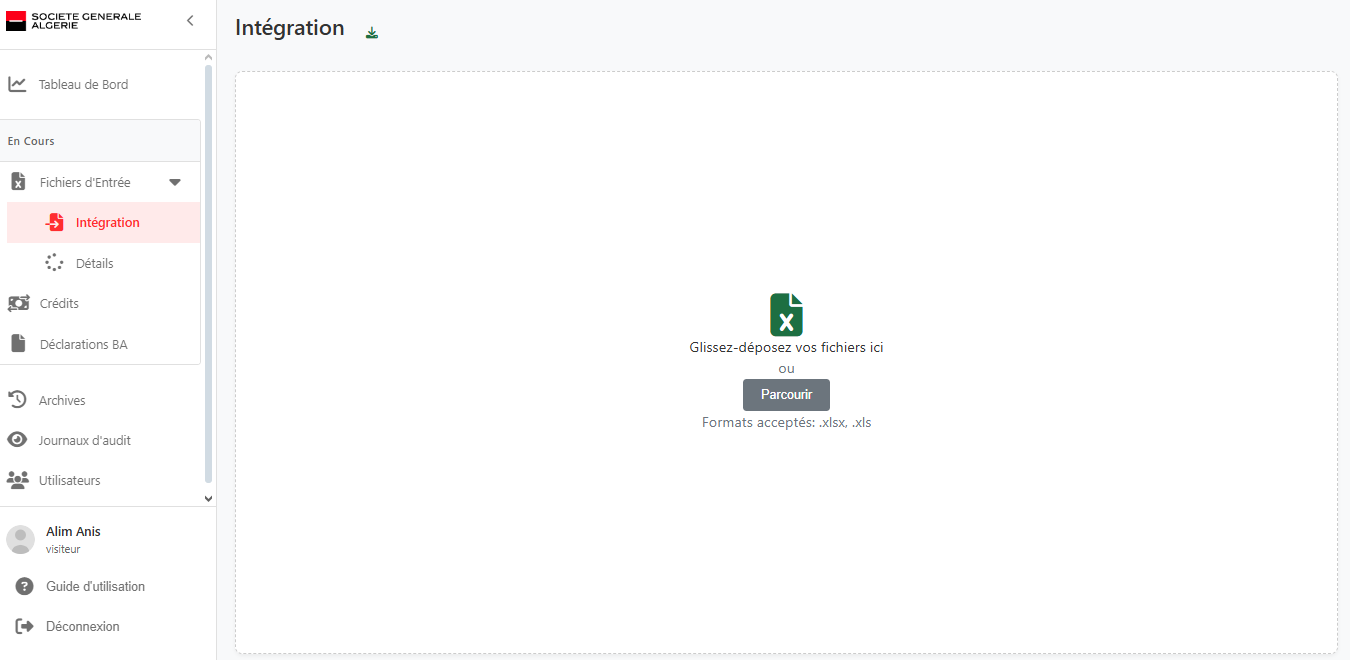 SOCIETE GENERALE
ALGERIE
Tableau de Bord
En Cours
Fichiers d'Entrée
Intégration
Détails
Crédits
Déclarations BA
Archives
Journaux d'audit
Utilisateurs
Alim Anis
visiteur
Guide d'utilisation
Déconnexion
Intégration
Glissez-déposez vos fichiers ici
ou
Parcourir
Formats acceptés: .xlsx, .xls